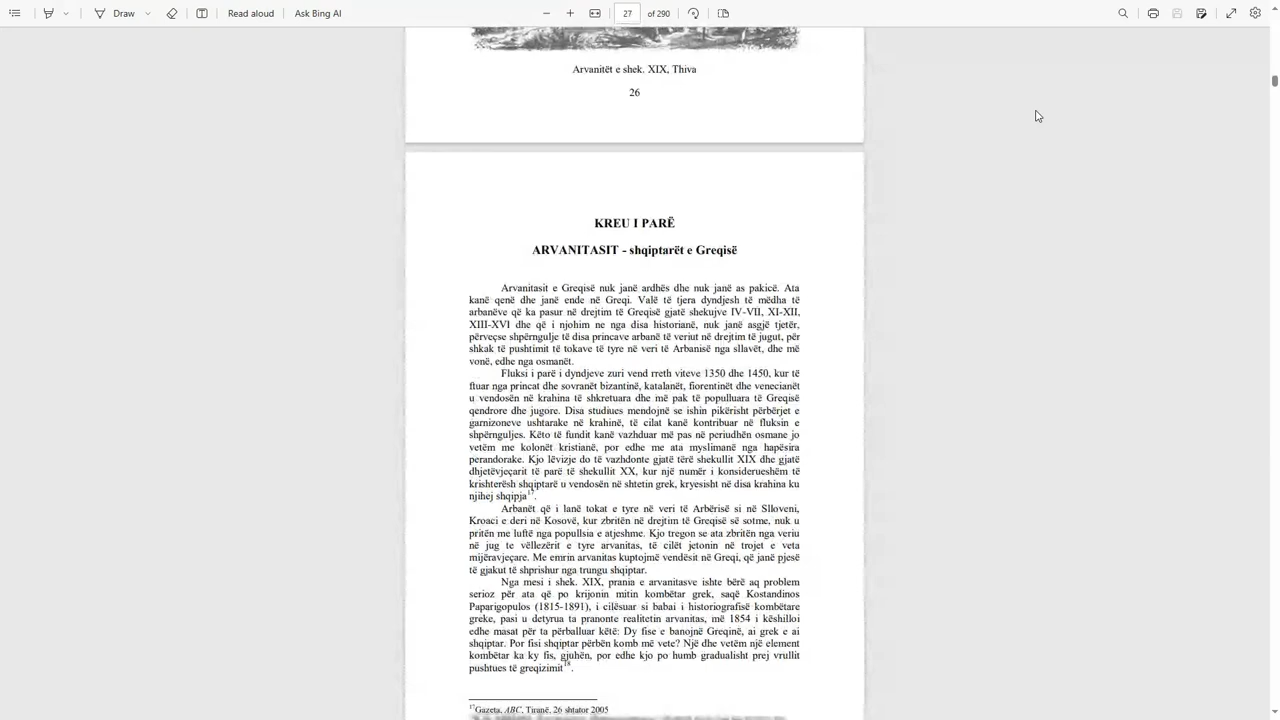 Draw
Read aloud
Ask Bing AI
27
of 290
Arvanitët e shek. XIX, Thiva
26
KREU I PARË
ARVANITASIT - shqiptarët e Greqisë
Arvanitasit e Greqisë nuk janë ardhës dhe nuk janë as pakicë. Ata
kanë qenë dhe janë ende në Greqi. Valë të tjera dyndjesh të mëdha të
arbanëve që ka pasur në drejtim të Greqisë gjatë shekujve IV-VII, XI-XII,
XIII-XVI dhe që i njohim ne nga disa historianë, nuk janë asgjë tjetër,
përveçse shpërngulje të disa princave arbanë të veriut në drejtim të jugut, për
shkak të pushtimit të tokave të tyre në veri të Arbanisë nga sllavët, dhe më
vonë, edhe nga osmanët.
Fluksi i parë i dyndjeve zuri vend rreth viteve 1350 dhe 1450, kur të
ftuar nga princat dhe sovranët bizantinë, katalanët, fiorentinët dhe venecianët
u vendosën në krahina të shkretuara dhe më pak të populluara të Greqisë
qendrore dhe jugore. Disa studiues mendojnë se ishin pikërisht përbërjet e
garnizoneve ushtarake në krahinë, të cilat kanë kontribuar në fluksin e
shpërnguljes. Këto të fundit kanë vazhduar më pas në periudhën osmane jo
vetëm me kolonët kristianë, por edhe me ata myslimanë nga hapësira
perandorake. Kjo lëvizje do të vazhdonte gjatë tërë shekullit XIX dhe gjatë
dhjetëvjeçarit të parë të shekullit XX, kur një numër i konsiderueshëm të
krishterësh shqiptarë u vendosën në shtetin grek, kryesisht në disa krahina ku
njihej shqipja17.
Arbanët që i lanë tokat e tyre në veri të Arbërisë si në Slloveni,
Kroaci e deri në Kosovë, kur zbritën në drejtim të Greqisë së sotme, nuk u
pritën me luftë nga popullsia e atjeshme. Kjo tregon se ata zbritën nga veriu
në jug te vëllezërit e tyre arvanitas, të cilët jetonin në trojet e veta
mijëravjeçare. Me emrin arvanitas kuptojmë vendësit në Greqi, që janë pjesë
të gjakut të shprishur nga trungu shqiptar.
Nga mesi i shek. XIX, prania e arvanitasve ishte bërë aq problem
serioz për ata që po krijonin mitin kombëtar grek, saqë Kostandinos
Paparigopulos (1815-1891), i cilësuar si babai i historiografisë kombëtare
greke, pasi u detyrua ta pranonte realitetin arvanitas, më 1854 i këshilloi
edhe masat për ta përballuar këtë: Dy fise e banojnë Greqinë, ai grek e ai
shqiptar. Por fisi shqiptar përbën komb më vete? Një dhe vetëm një element
kombëtar ka ky fis, gjuhën, por edhe kjo po humb gradualisht prej vrullit
pushtues të greqizimit18.
17Gazeta, ABC, Tiranë, 26 shtator 2005